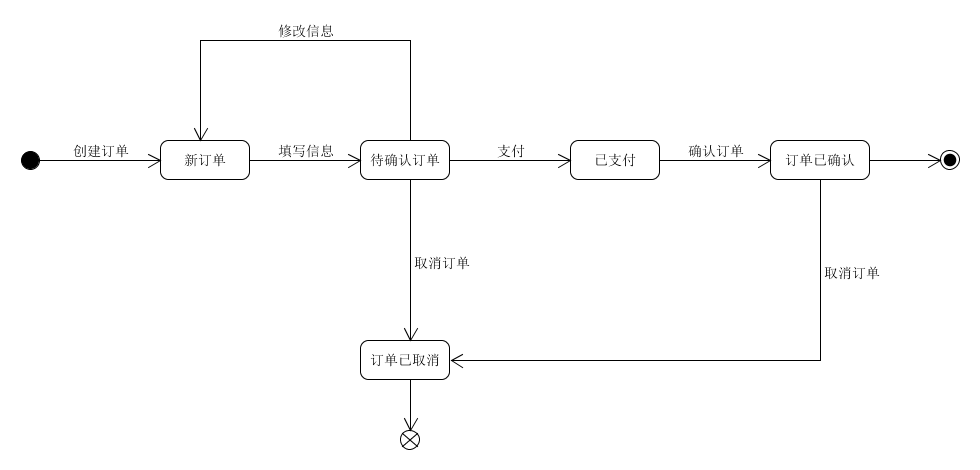 修改信息
创建订单
新订单
填写信息
待确认订单
支付
已支付
确认订单
订单已确认
取消订单
取消订单
订单已取消